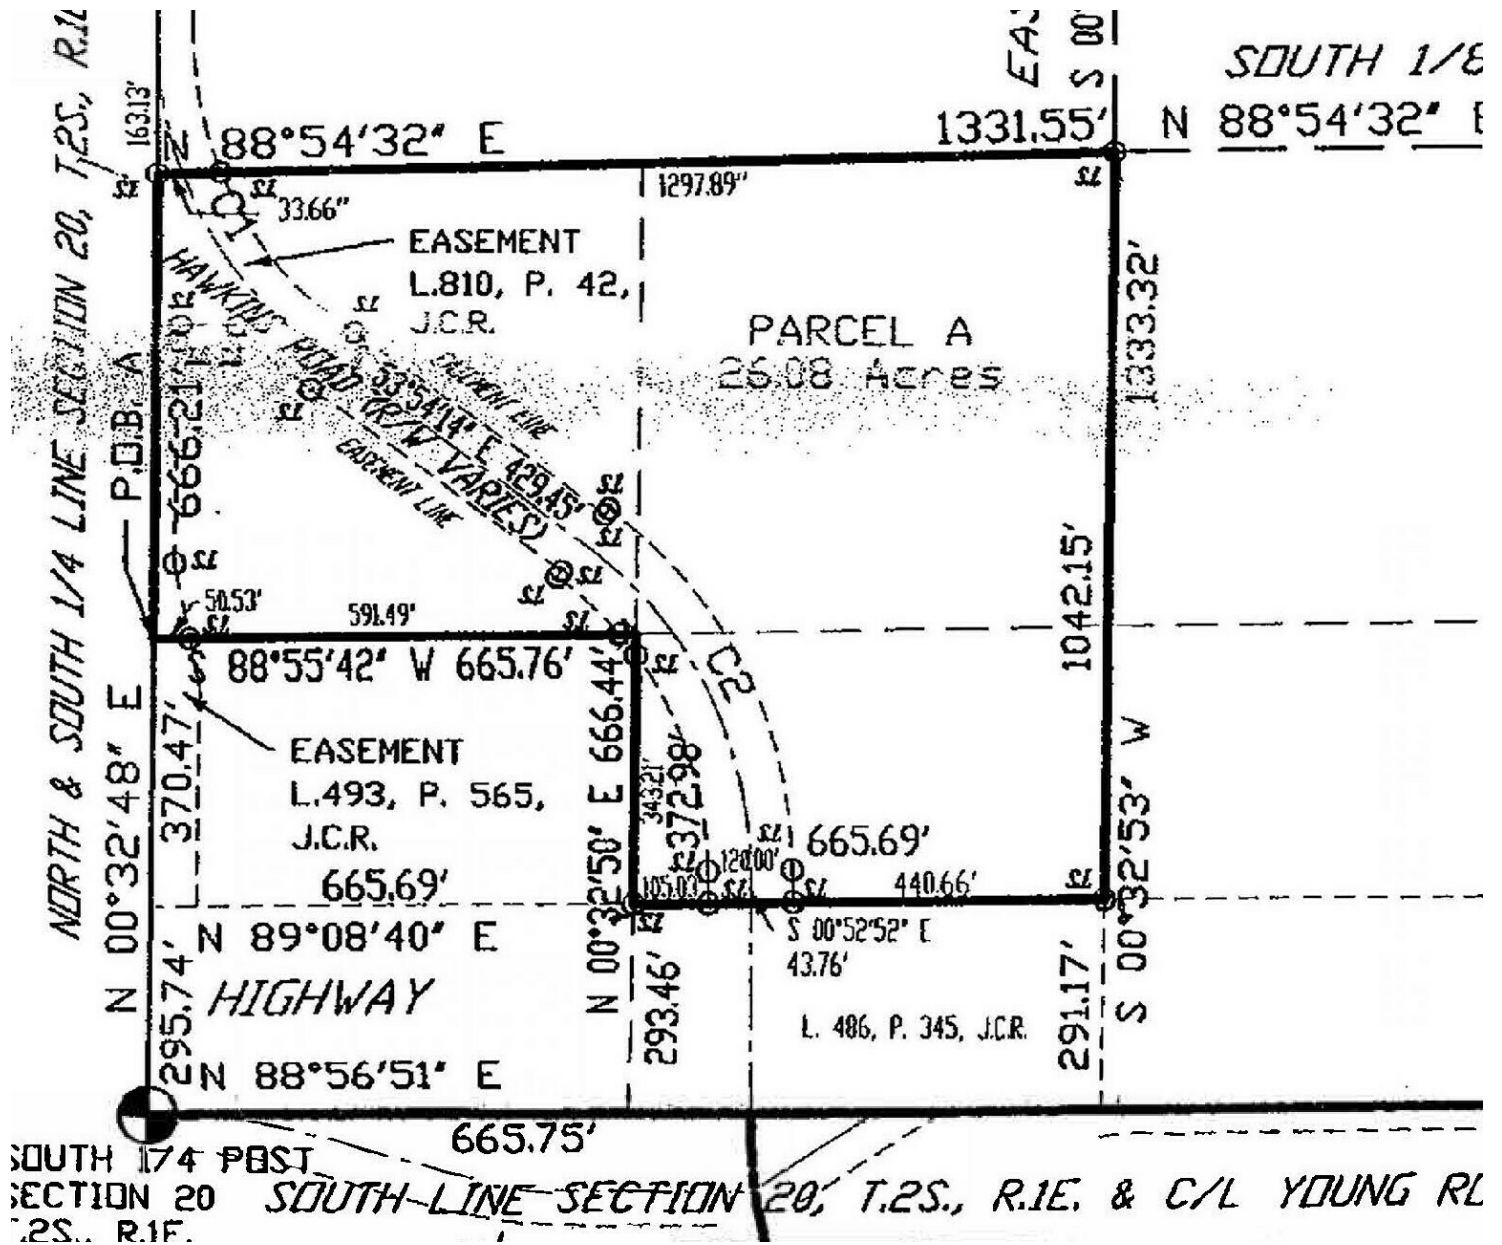 EAS
S 00°
SOUTH 1/8
163.13'
N 88°54'32" E
1331.55'
N 88°54'32" E
NORTH & SOUTH 1/4 LINE SECTION 20, T.2S., R.1E
33.66"
1297.89"
C1
EASEMENT
L.810, P. 42,
J.C.R.
HAWKINS ROAD (R/W VARIES)
PARCEL A
26.08 Acres
1333.32'
P.O.B. A
666.21'
53°54'14" E 429.45'
EASEMENT LINE
EASEMENT LINE
50.53'
591.49'
1042.15'
88°55'42" W 665.76'
C2
N 00°32'48" E
370.47'
EASEMENT
L.493, P. 565,
J.C.R.
N 00°32'50" E 666.44'
343.21'
372.98'
S 00°32'53" W
120.00'
665.69'
665.69'
105.03'
440.66'
N 89°08'40" E
S 00°52'52" E
43.76'
295.74'
HIGHWAY
293.46'
L. 486, P. 345, J.C.R.
291.17'
N 88°56'51" E
665.75'
SOUTH 1/4 POST
SECTION 20
T.2S., R.1E.
SOUTH LINE SECTION 20, T.2S., R.1E. & C/L YOUNG RD